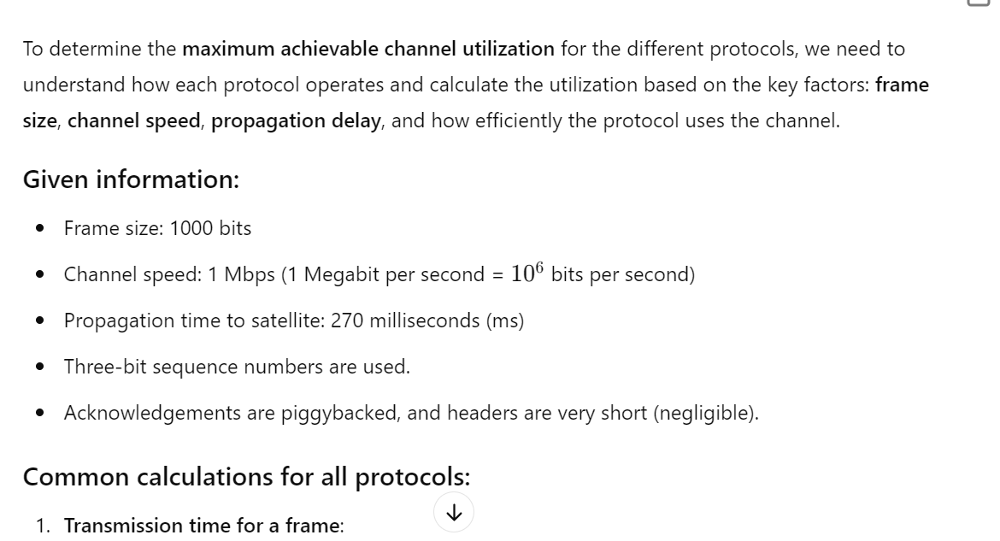 To determine the maximum achievable channel utilization for the different protocols, we need to
understand how each protocol operates and calculate the utilization based on the key factors: frame
size, channel speed, propagation delay, and how efficiently the protocol uses the channel.
Given information:
• Frame size: 1000 bits
• Channel speed: 1 Mbps (1 Megabit per second = 10⁶ bits per second)
• Propagation time to satellite: 270 milliseconds (ms)
• Three-bit sequence numbers are used.
• Acknowledgements are piggybacked, and headers are very short (negligible).
Common calculations for all protocols:
1. Transmission time for a frame: